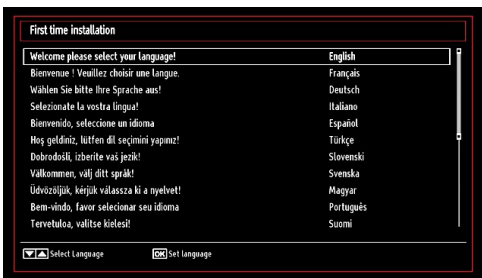 First time installation
Welcome please select your language! English
Bienvenue ! Veuillez choisir une langue. Français
Wählen Sie bitte Ihre Sprache aus! Deutsch
Selezionate la vostra lingua! Italiano
Bienvenido, seleccione un idioma Español
Hoş geldiniz, lütfen dil seçimini yapınız! Türkçe
Dobrodošli, izberite vaš jezik! Slovenski
Välkommen, välj ditt språk! Svenska
Üdvözöljük, kérjük válassza ki a nyelvet! Magyar
Bem-vindo, favor selecionar seu idioma Português
Tervetuloa, valitse kielesi! Suomi
Select Language OK Set language